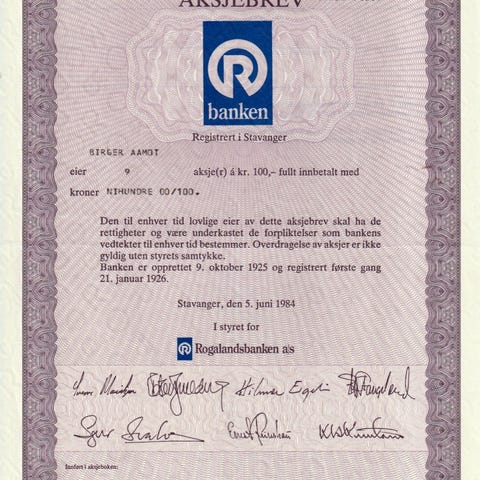 AKSJEBREV
R
banken
Registrert i Stavanger
BIRGER AAMOT
eier 9 aksje(r) á kr. 100,– fullt innbetalt med
kroner NIHUNDRE 00/100.
Den til enhver tid lovlige eier av dette aksjebrev skal ha de
rettigheter og være underkastet de forpliktelser som bankens
vedtekter til enhver tid bestemmer. Overdragelse av aksjer er ikke
gyldig uten styrets samtykke.
Banken er opprettet 9. oktober 1925 og registrert første gang
21. januar 1926.
Stavanger, den 5. juni 1984
I styret for
R Rogalandsbanken a/s
Hilmar
Innført i aksjeboken: